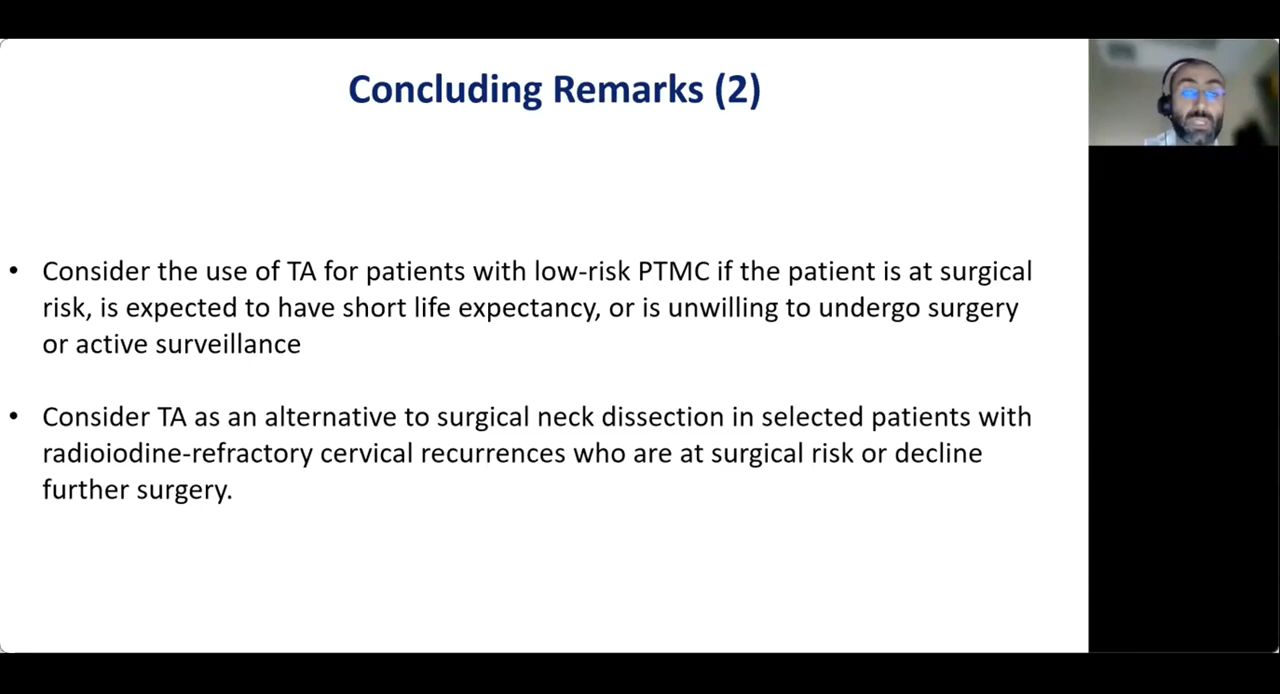 Concluding Remarks (2)
• Consider the use of TA for patients with low-risk PTMC if the patient is at surgical
risk, is expected to have short life expectancy, or is unwilling to undergo surgery
or active surveillance
• Consider TA as an alternative to surgical neck dissection in selected patients with
radioiodine-refractory cervical recurrences who are at surgical risk or decline
further surgery.